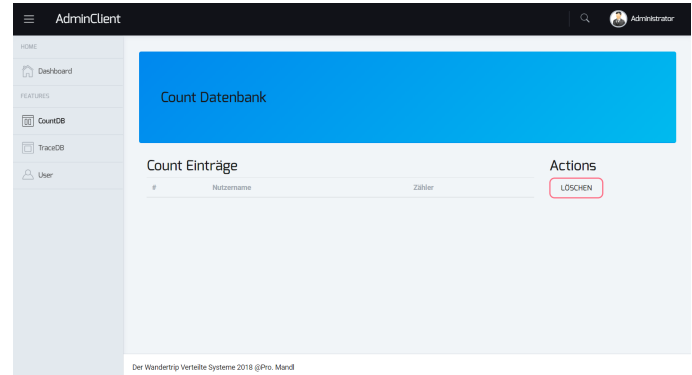 AdminClient
Administrator
HOME
Dashboard
FEATURES
CountDB
TraceDB
User
Count Datenbank
Count Einträge
# Nutzername Zähler
Actions
LÖSCHEN
Der Wandertrip Verteilte Systeme 2018 @Pro. Mandl